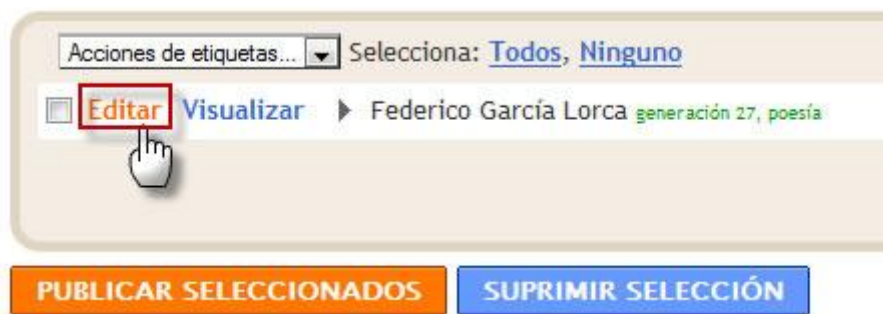 Acciones de etiquetas... Selecciona: Todos, Ninguno
Editar Visualizar Federico García Lorca generación 27, poesía
PUBLICAR SELECCIONADOS SUPRIMIR SELECCIÓN